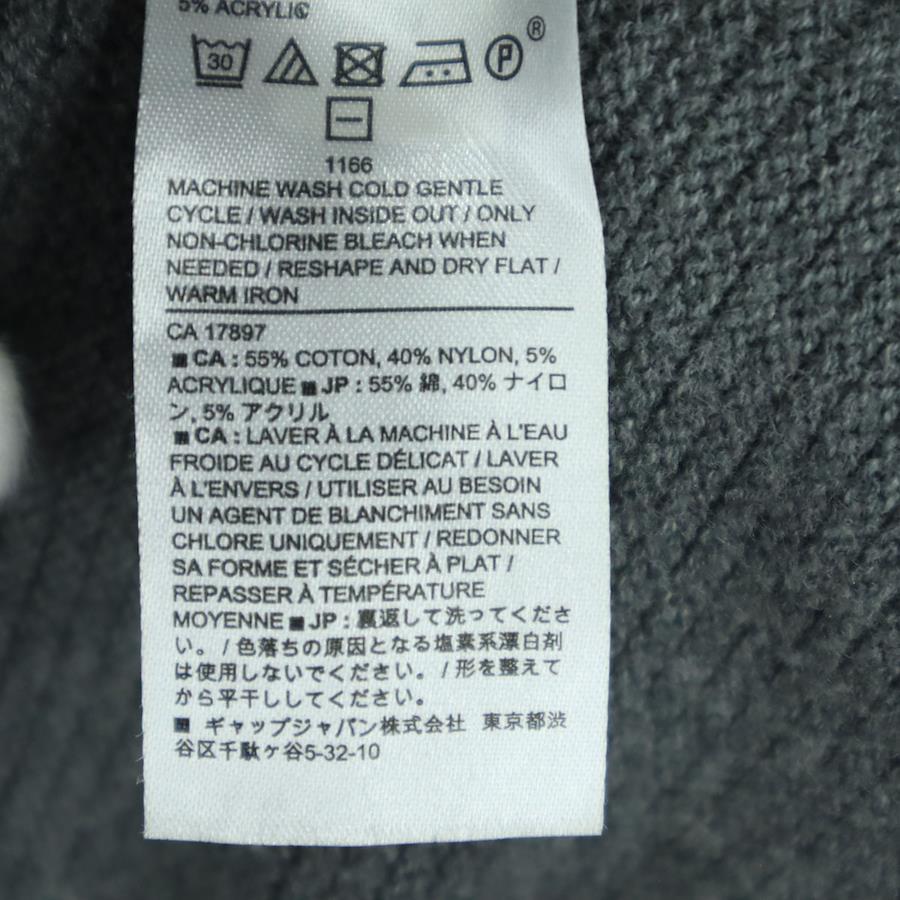 5% ACRYLIC
30 P ®
1166
MACHINE WASH COLD GENTLE
CYCLE / WASH INSIDE OUT / ONLY
NON-CHLORINE BLEACH WHEN
NEEDED / RESHAPE AND DRY FLAT /
WARM IRON
CA 17897
■ CA : 55% COTON, 40% NYLON, 5%
ACRYLIQUE ■ JP : 55% 綿, 40% ナイロ
ン, 5% アクリル
■ CA : LAVER À LA MACHINE À L'EAU
FROIDE AU CYCLE DÉLICAT / LAVER
À L'ENVERS / UTILISER AU BESOIN
UN AGENT DE BLANCHIMENT SANS
CHLORE UNIQUEMENT / REDONNER
SA FORME ET SÉCHER À PLAT /
REPASSER À TEMPÉRATURE
MOYENNE ■ JP : 裏返して洗ってくださ
い。 / 色落ちの原因となる塩素系漂白剤
は使用しないでください。 / 形を整えて
から平干ししてください。
■ ギャップジャパン株式会社 東京都渋
谷区千駄ケ谷5-32-10